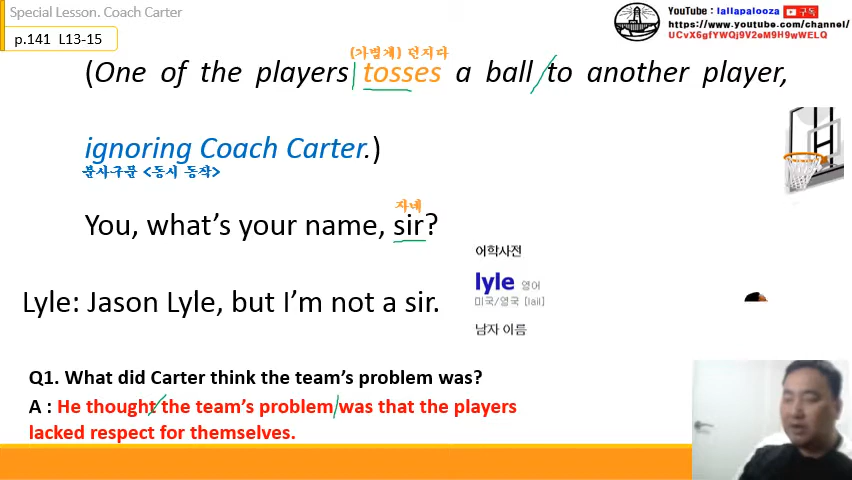 Special Lesson. Coach Carter
p.141 L13-15
YouTube : lallapalooza 구독
https://www.youtube.com/channel/
UCvX6gfYWQj9V2eM9H9wWELQ
(가볍게) 던지다
(One of the players tosses a ball to another player,
ignoring Coach Carter.)
분사구문 <동시 동작>
자네
You, what's your name, sir?
어학사전
lyle 영어
미국/영국 [lail]
남자 이름
Lyle: Jason Lyle, but I'm not a sir.
Q1. What did Carter think the team's problem was?
A : He thought the team's problem was that the players
lacked respect for themselves.